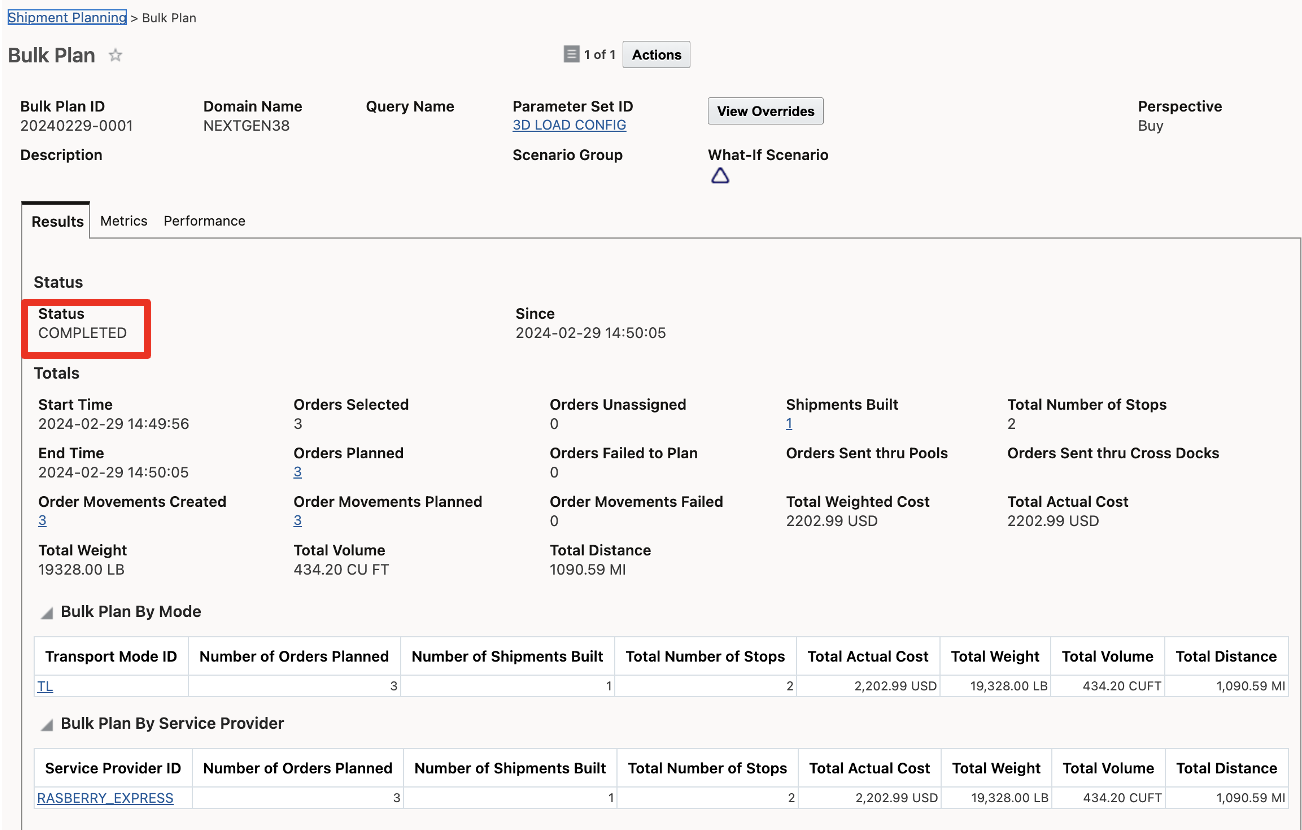 Shipment Planning > Bulk Plan
Bulk Plan
1 of 1 Actions
Bulk Plan ID Domain Name Query Name Parameter Set ID View Overrides Perspective
20240229-0001 NEXTGEN38 3D LOAD CONFIG Buy
Description Scenario Group What-If Scenario
Results Metrics Performance
Status
Status Since
COMPLETED 2024-02-29 14:50:05
Totals
Start Time Orders Selected Orders Unassigned Shipments Built Total Number of Stops
2024-02-29 14:49:56 3 0 1 2
End Time Orders Planned Orders Failed to Plan Orders Sent thru Pools Orders Sent thru Cross Docks
2024-02-29 14:50:05 3 0
Order Movements Created Order Movements Planned Order Movements Failed Total Weighted Cost Total Actual Cost
3 3 0 2202.99 USD 2202.99 USD
Total Weight Total Volume Total Distance
19328.00 LB 434.20 CU FT 1090.59 MI
Bulk Plan By Mode
Transport Mode ID Number of Orders Planned Number of Shipments Built Total Number of Stops Total Actual Cost Total Weight Total Volume Total Distance
TL 3 1 2 2,202.99 USD 19,328.00 LB 434.20 CUFT 1,090.59 MI
Bulk Plan By Service Provider
Service Provider ID Number of Orders Planned Number of Shipments Built Total Number of Stops Total Actual Cost Total Weight Total Volume Total Distance
RASBERRY_EXPRESS 3 1 2 2,202.99 USD 19,328.00 LB 434.20 CUFT 1,090.59 MI